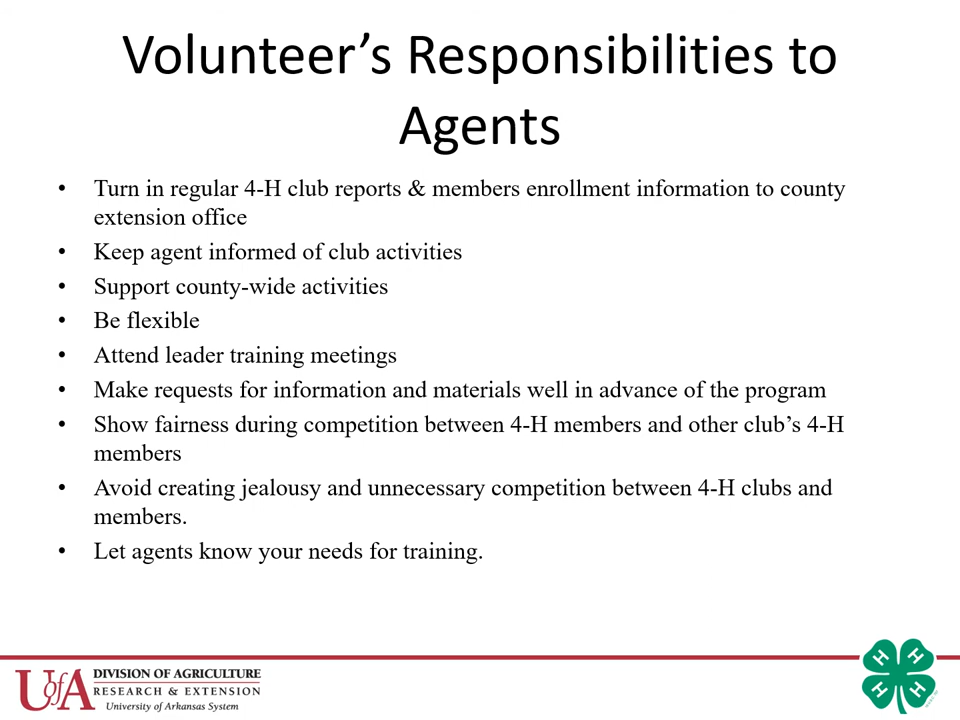 Volunteer’s Responsibilities to
Agents
• Turn in regular 4-H club reports & members enrollment information to county
extension office
• Keep agent informed of club activities
• Support county-wide activities
• Be flexible
• Attend leader training meetings
• Make requests for information and materials well in advance of the program
• Show fairness during competition between 4-H members and other club’s 4-H
members
• Avoid creating jealousy and unnecessary competition between 4-H clubs and
members.
• Let agents know your needs for training.
UofA
DIVISION OF AGRICULTURE
RESEARCH & EXTENSION
University of Arkansas System
H H
H H